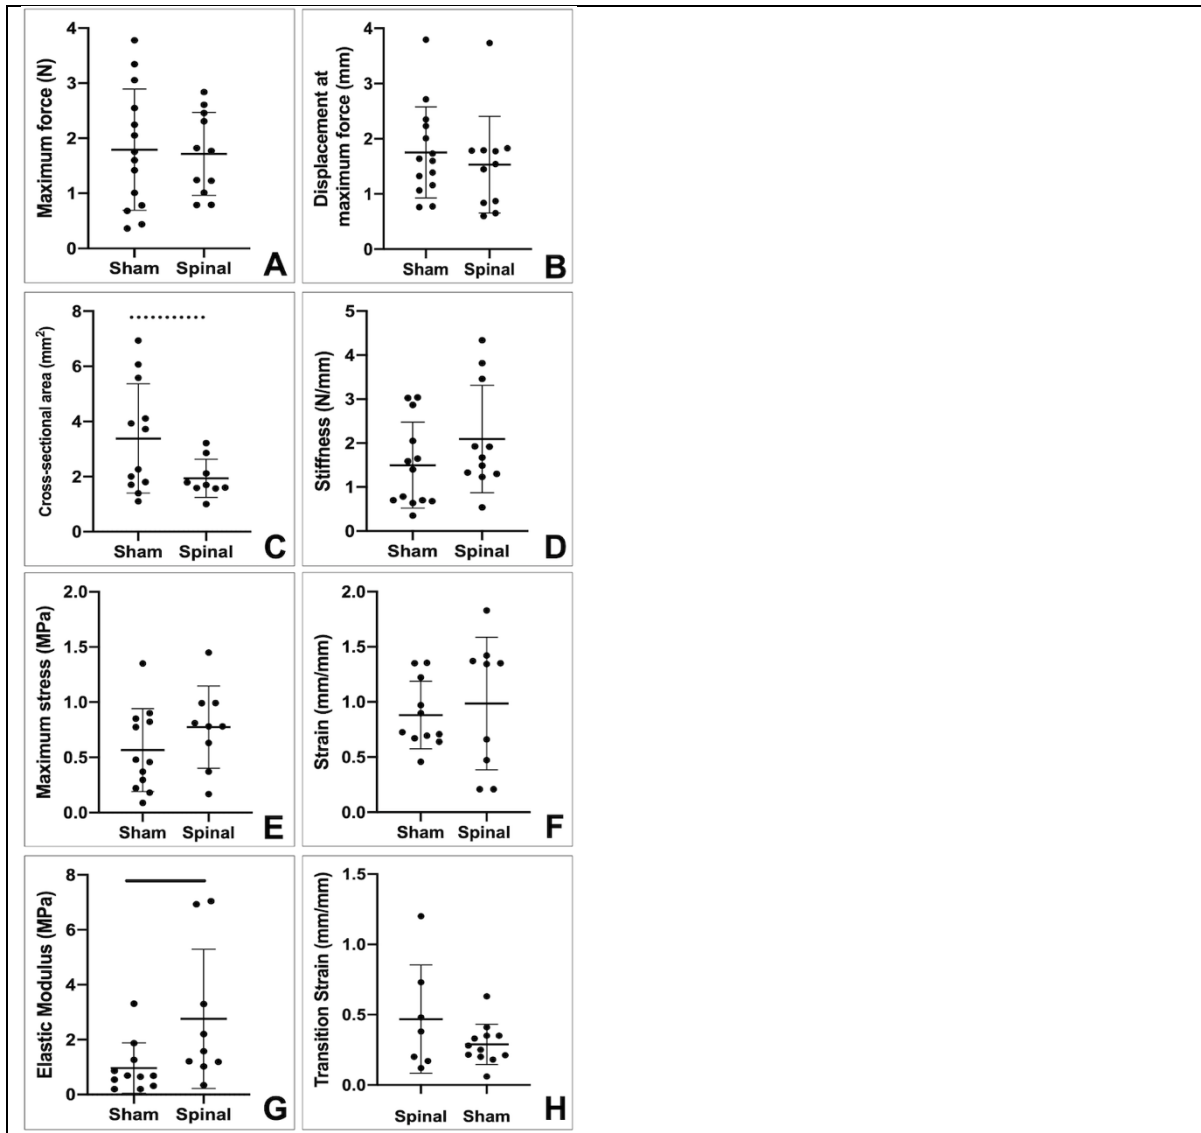 Maximum force (N)
4
3
2
1
0
Sham Spinal
A
Displacement at
maximum force (mm)
4
3
2
1
0
Sham Spinal
B
Cross-sectional area (mm²)
8
6
4
2
0
Sham Spinal
C
Stiffness (N/mm)
5
4
3
2
1
0
Sham Spinal
D
Maximum stress (MPa)
2.0
1.5
1.0
0.5
0.0
Sham Spinal
E
Strain (mm/mm)
2.0
1.5
1.0
0.5
0.0
Sham Spinal
F
Elastic Modulus (MPa)
8
6
4
2
0
Sham Spinal
G
Transition Strain (mm/mm)
1.5
1.0
0.5
0.0
Spinal Sham
H